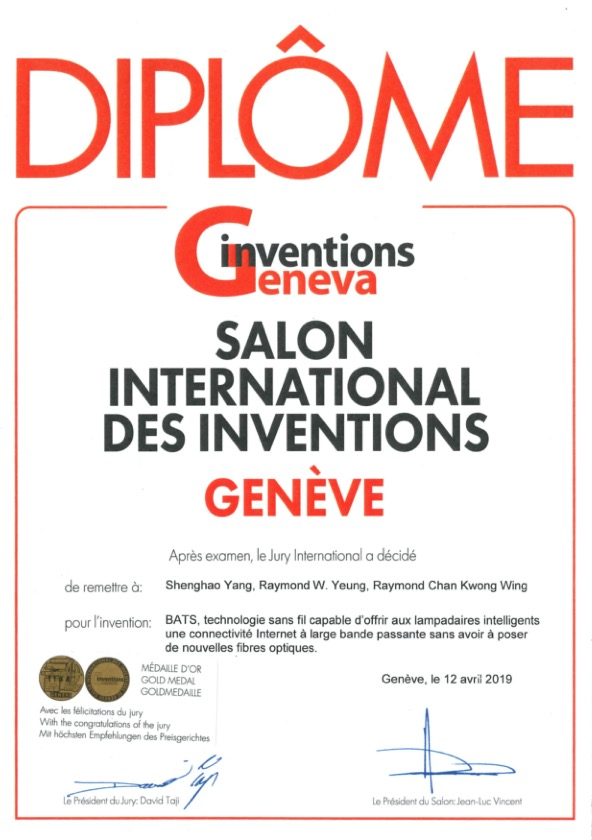 DIPLÔME
inventions
Geneva
SALON
INTERNATIONAL
DES INVENTIONS
GENÈVE
Après examen, le Jury International a décidé
de remettre à: Shenghao Yang, Raymond W. Yeung, Raymond Chan Kwong Wing
pour l'invention: BATS, technologie sans fil capable d'offrir aux lampadaires intelligents
une connectivité Internet à large bande passante sans avoir à poser
de nouvelles fibres optiques.
MÉDAILLE D'OR
GOLD MEDAL
GOLDMEDAILLE
Genève, le 12 avril 2019
Avec les félicitations du jury
With the congratulations of the jury
Mit höchsten Empfehlungen des Preisgerichtes
Le Président du Jury: David Taji
Le Président du Salon: Jean-Luc Vincent